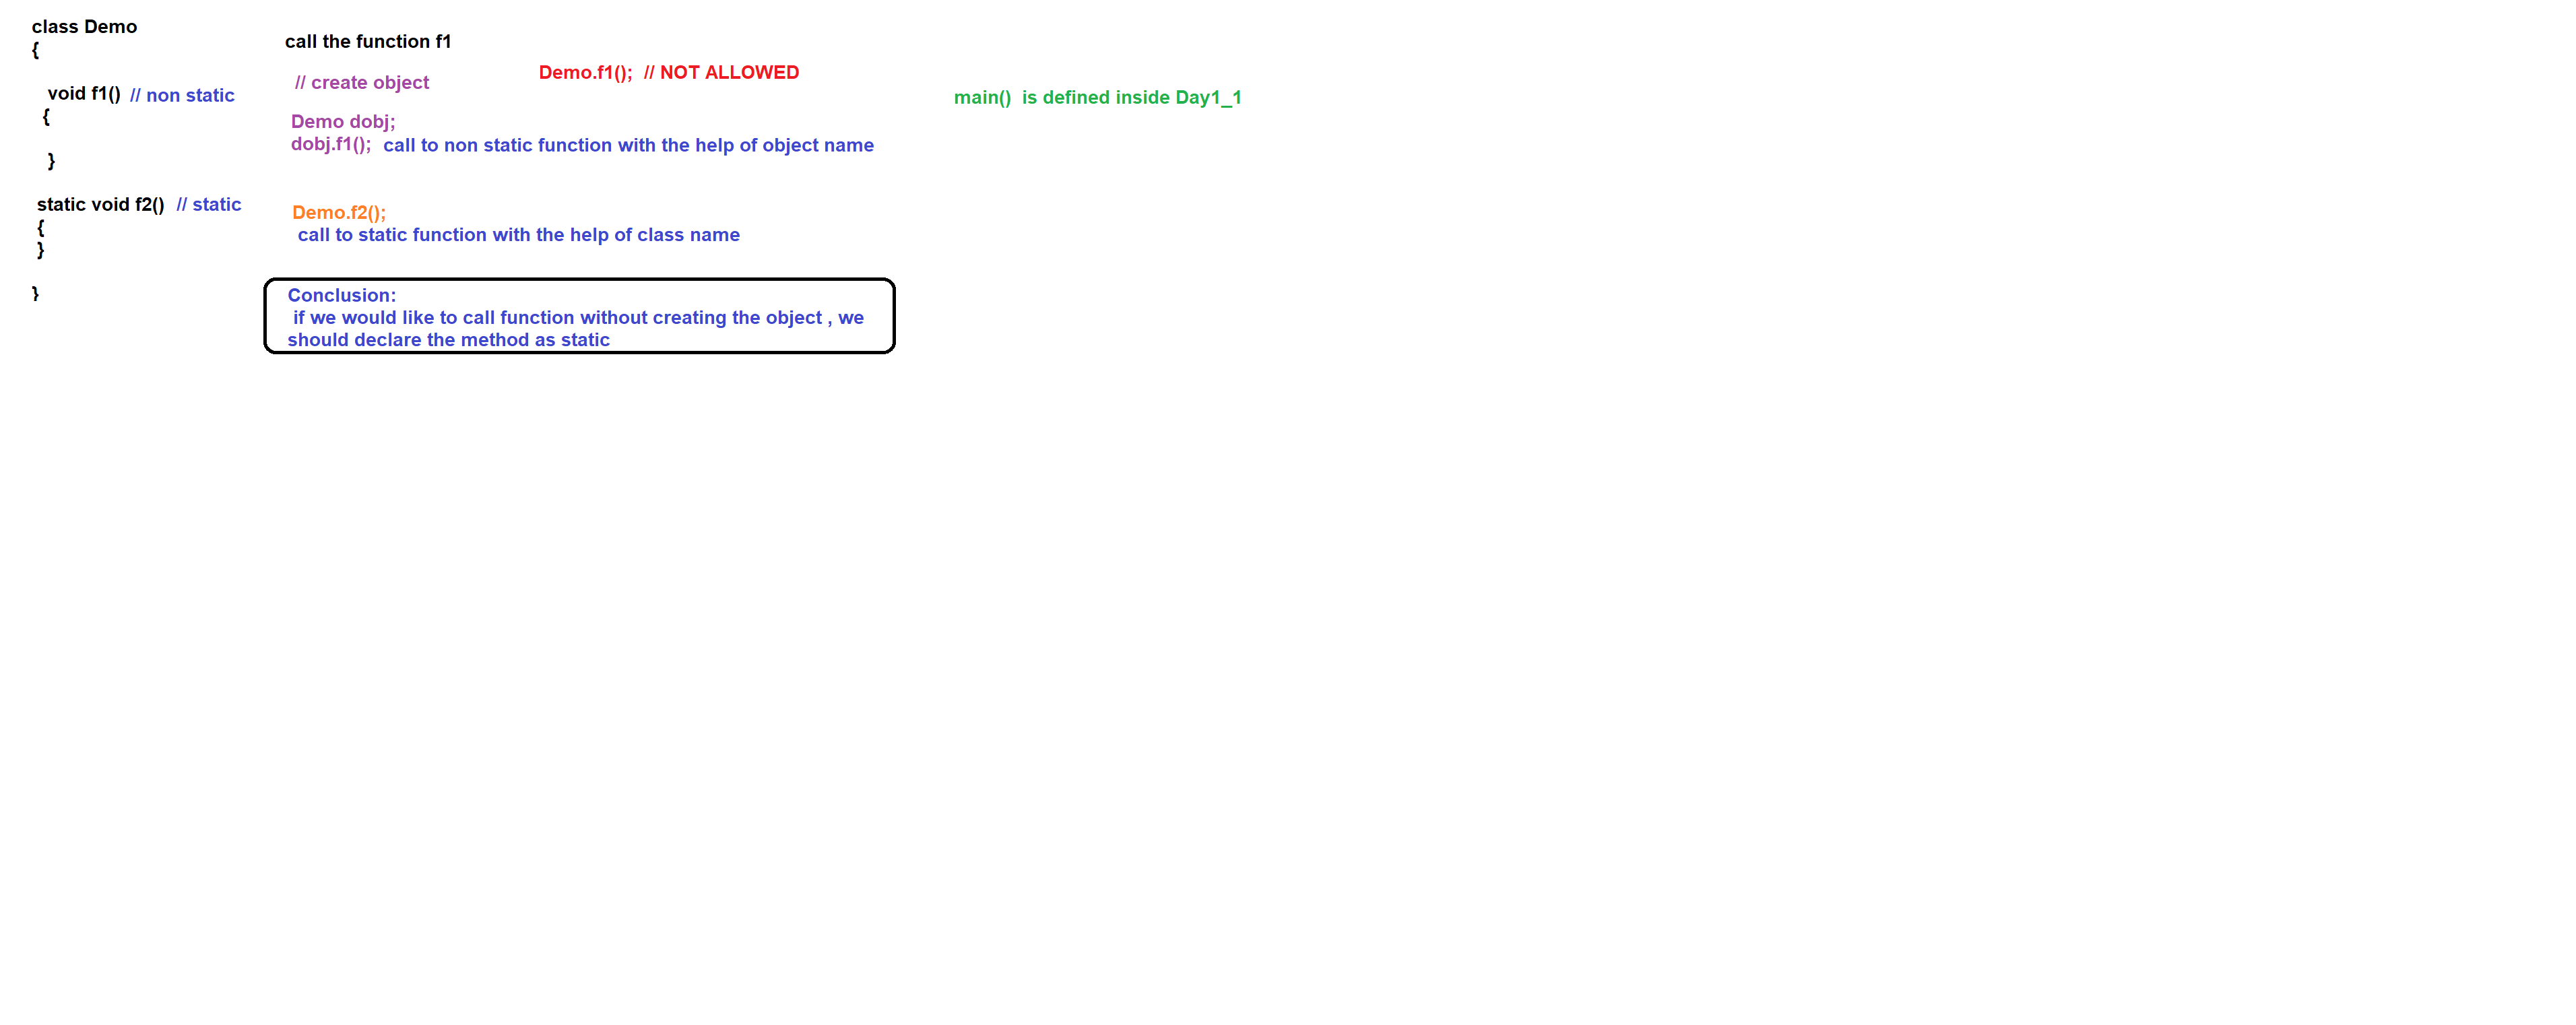 class Demo
{
void f1() // non static
{
}
static void f2() // static
{
}
}
call the function f1
// create object
Demo.f1(); // NOT ALLOWED
Demo dobj;
dobj.f1(); call to non static function with the help of object name
Demo.f2();
call to static function with the help of class name
Conclusion:
if we would like to call function without creating the object , we
should declare the method as static
main() is defined inside Day1_1